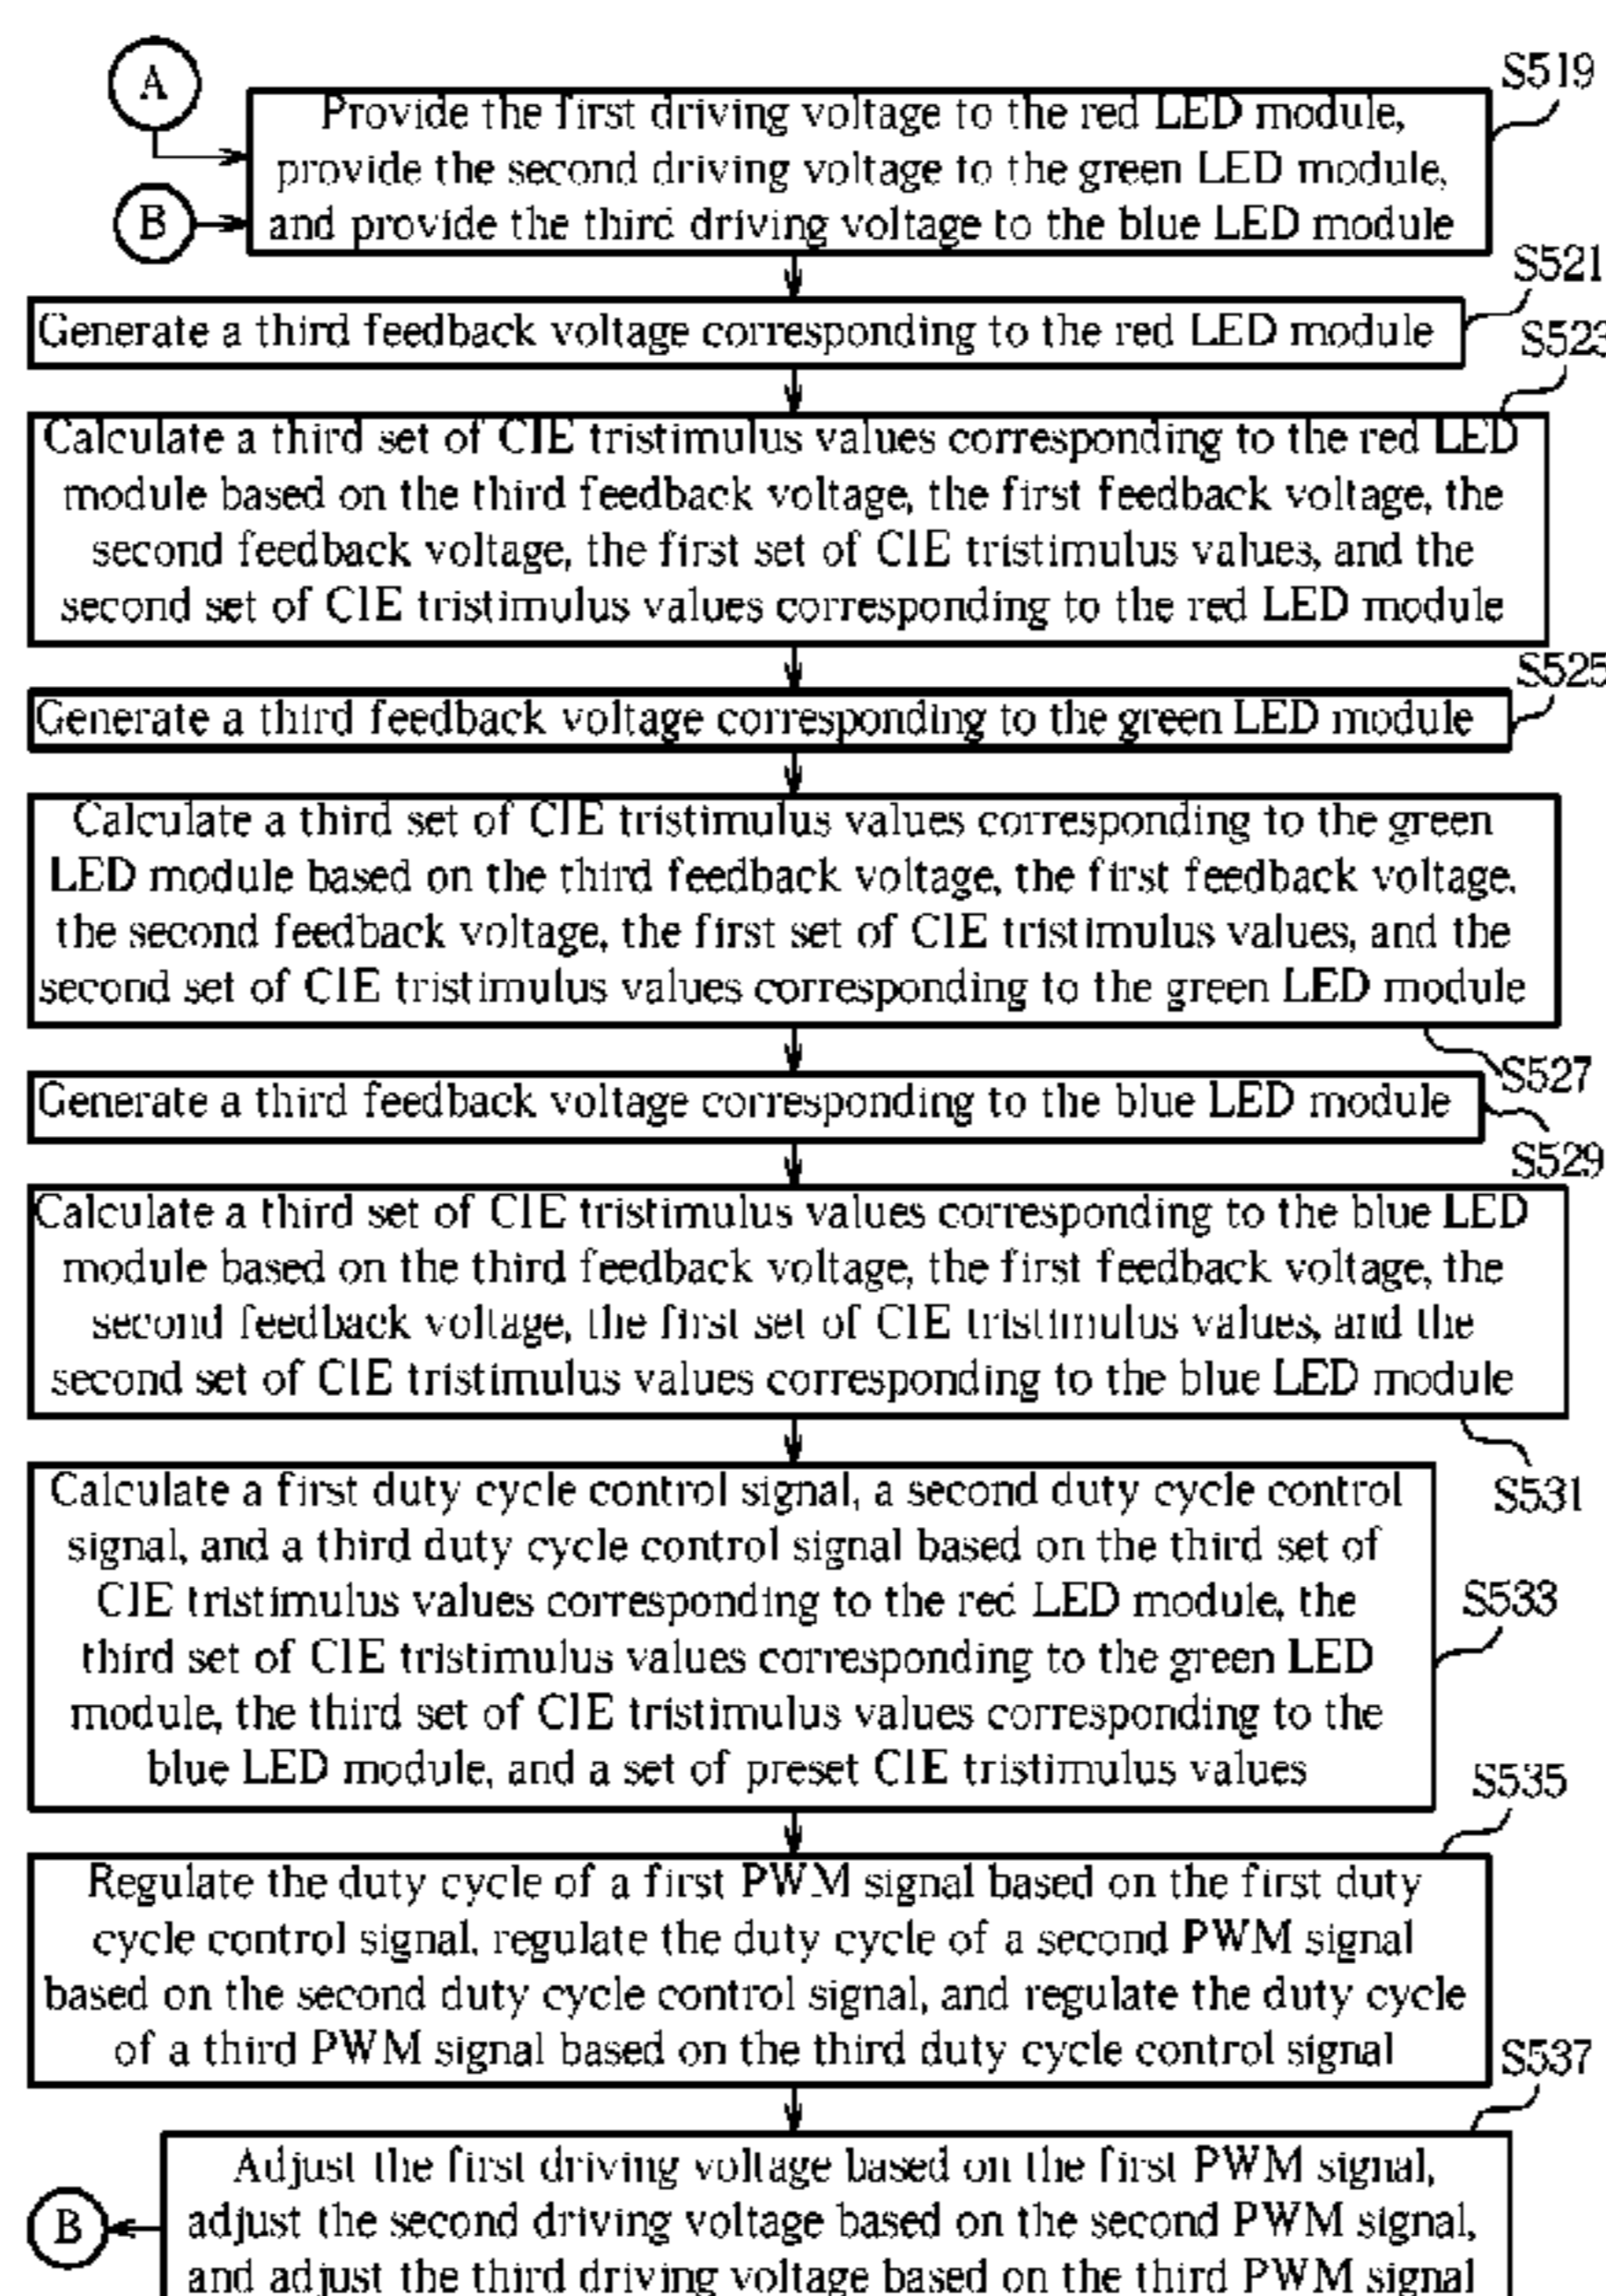 A
S519
Provide the first driving voltage to the red LED module,
provide the second driving voltage to the green LED module,
and provide the third driving voltage to the blue LED module
B
S521
Generate a third feedback voltage corresponding to the red LED module
S523
Calculate a third set of CIE tristimulus values corresponding to the red LED
module based on the third feedback voltage, the first feedback voltage, the
second feedback voltage, the first set of CIE tristimulus values, and the
second set of CIE tristimulus values corresponding to the red LED module
S525
Generate a third feedback voltage corresponding to the green LED module
Calculate a third set of CIE tristimulus values corresponding to the green
LED module based on the third feedback voltage, the first feedback voltage,
the second feedback voltage, the first set of CIE tristimulus values, and the
second set of CIE tristimulus values corresponding to the green LED module
S527
Generate a third feedback voltage corresponding to the blue LED module
S529
Calculate a third set of CIE tristimulus values corresponding to the blue LED
module based on the third feedback voltage, the first feedback voltage, the
second feedback voltage, the first set of CIE tristimulus values, and the
second set of CIE tristimulus values corresponding to the blue LED module
S531
Calculate a first duty cycle control signal, a second duty cycle control
signal, and a third duty cycle control signal based on the third set of
CIE tristimulus values corresponding to the red LED module, the
third set of CIE tristimulus values corresponding to the green LED
module, the third set of CIE tristimulus values corresponding to the
blue LED module, and a set of preset CIE tristimulus values
S533
S535
Regulate the duty cycle of a first PWM signal based on the first duty
cycle control signal, regulate the duty cycle of a second PWM signal
based on the second duty cycle control signal, and regulate the duty cycle
of a third PWM signal based on the third duty cycle control signal
S537
Adjust the first driving voltage based on the first PWM signal,
adjust the second driving voltage based on the second PWM signal,
and adjust the third driving voltage based on the third PWM signal
B